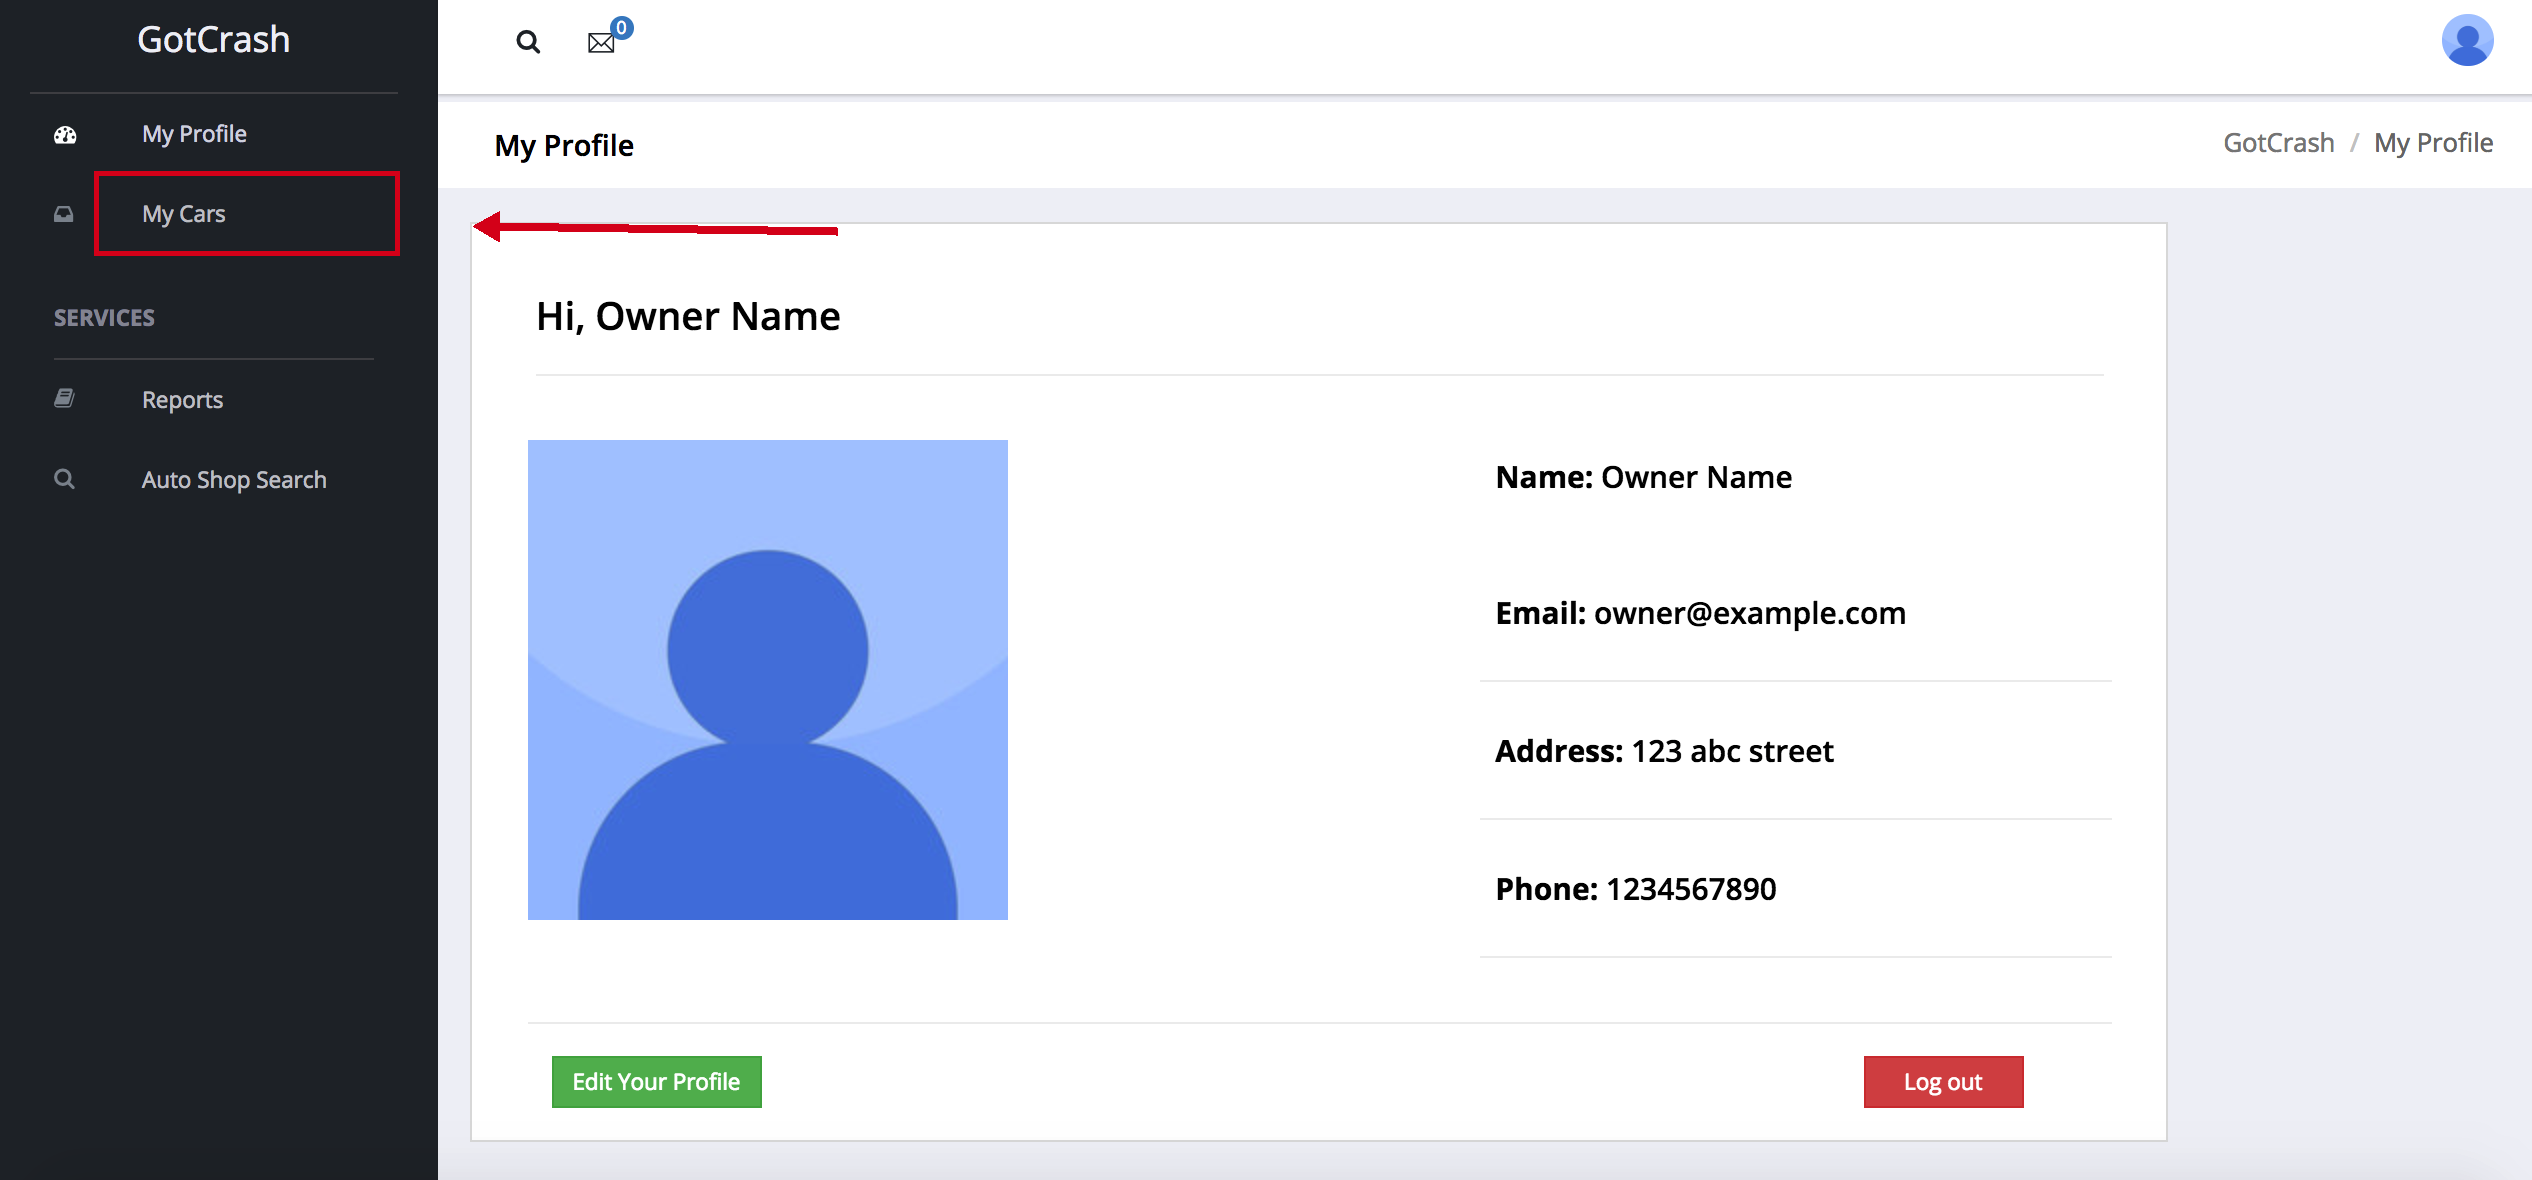 GotCrash
My Profile
My Cars
SERVICES
Reports
Auto Shop Search
0
My Profile
GotCrash / My Profile
Hi, Owner Name
Name: Owner Name
Email: owner@example.com
Address: 123 abc street
Phone: 1234567890
Edit Your Profile
Log out